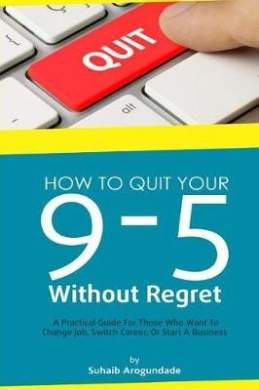 QUIT
alt
HOW TO QUIT YOUR
9-5
Without Regret
A Practical Guide For Those Who Want To
Change Job, Switch Career, Or Start A Business
by
Suhaib Arogundade